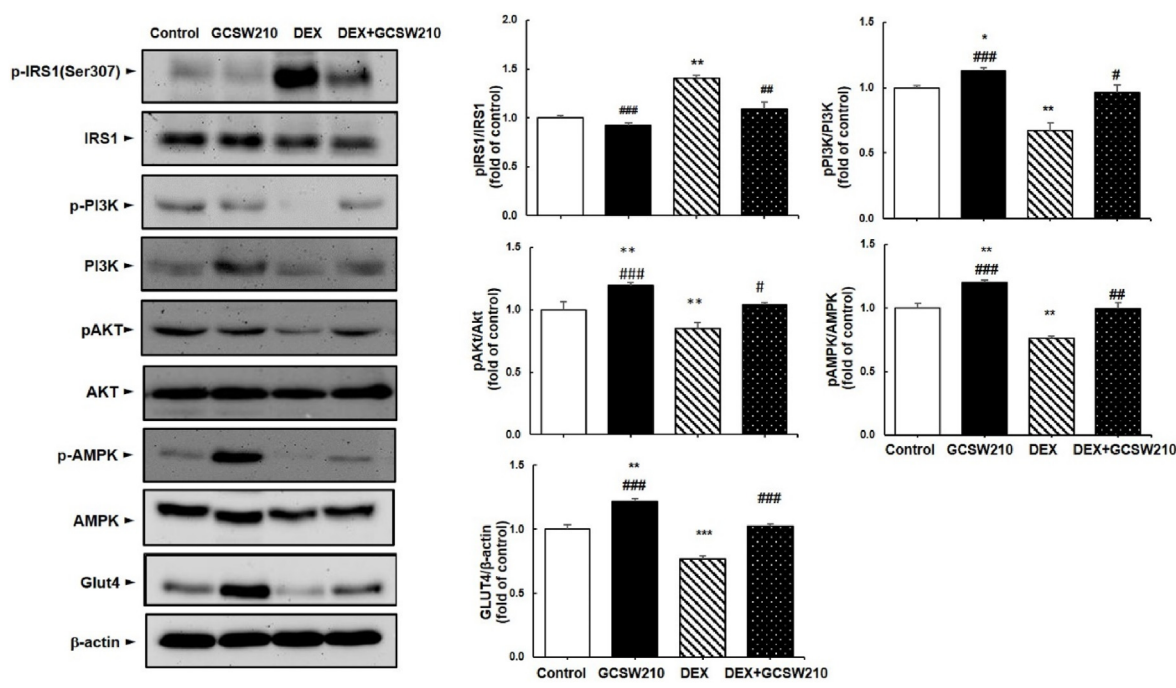 Control GCSW210 DEX DEX+GCSW210
p-IRS1(Ser307)
IRS1
p-PI3K
PI3K
pAKT
AKT
p-AMPK
AMPK
Glut4
β-actin
pIRS1/IRS1
(fold of control)
2.0
1.5
1.0
0.5
0.0
###
**
##
pPI3K/PI3K
(fold of control)
1.5
1.0
0.5
0.0
*
###
**
#
pAKt/Akt
(fold of control)
1.5
1.0
0.5
0.0
**
###
**
#
pAMPK/AMPK
(fold of control)
1.5
1.0
0.5
0.0
**
###
**
##
Control GCSW210 DEX DEX+GCSW210
GLUT4/β-actin
(fold of control)
1.5
1.0
0.5
0.0
**
###
***
###
Control GCSW210 DEX DEX+GCSW210